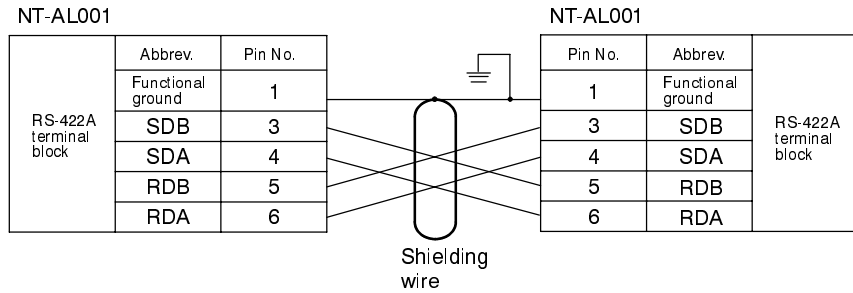 NT-AL001
NT-AL001
Abbrev. Pin No.
Functional
ground 1
SDB 3
SDA 4
RDB 5
RDA 6
RS-422A
terminal
block
Pin No. Abbrev.
1 Functional
ground
3 SDB
4 SDA
5 RDB
6 RDA
RS-422A
terminal
block
Shielding
wire